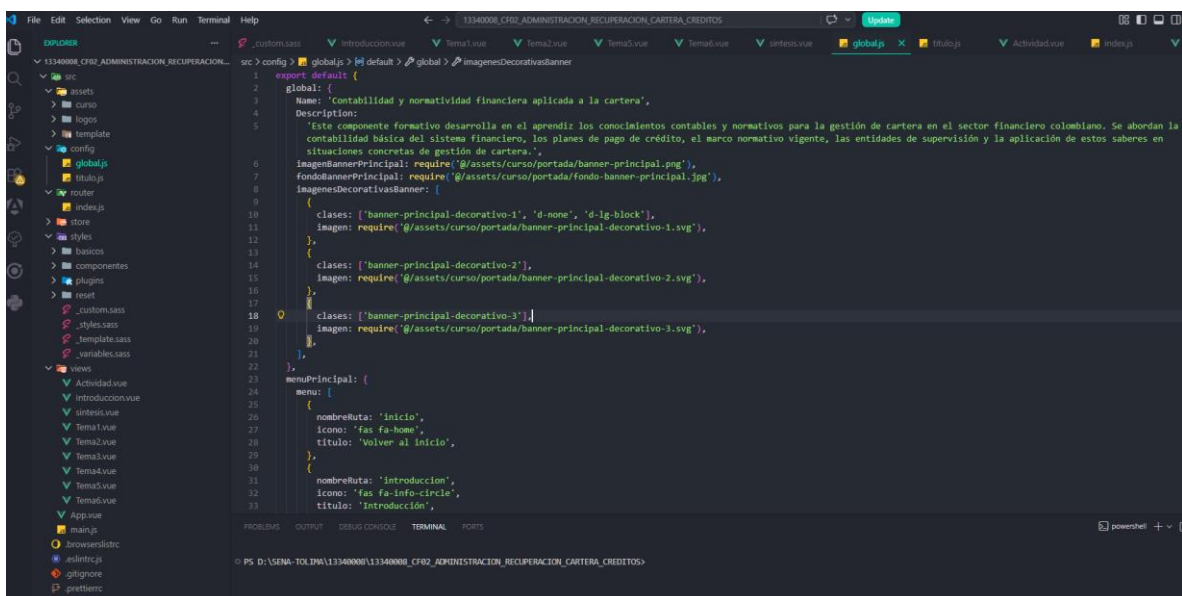 File Edit Selection View Go Run Terminal Help
13340008_CF02_ADMINISTRACION_RECUPERACION_CARTERA_CREDITOS
Update
EXPLORER
_custom.sass Introduccion.vue Tema1.vue Tema2.vue Tema5.vue Tema6.vue sintesis.vue global.js titulo.js Actividad.vue index.js
13340008_CF02_ADMINISTRACION_RECUPERACION...
src
assets
curso
logos
template
config
global.js
titulo.js
router
index.js
store
styles
basicos
componentes
plugins
reset
_custom.sass
_styles.sass
_template.sass
_variables.sass
views
Actividad.vue
Introduccion.vue
sintesis.vue
Tema1.vue
Tema2.vue
Tema3.vue
Tema4.vue
Tema5.vue
Tema6.vue
App.vue
main.js
.browserslistrc
.eslintrc.js
.gitignore
.prettierrc
src > config > global.js > default > global > imagenesDecorativasBanner
1 export default {
2 global: {
3 Name: 'Contabilidad y normatividad financiera aplicada a la cartera',
4 Description:
5 'Este componente formativo desarrolla en el aprendiz los conocimientos contables y normativos para la gestión de cartera en el sector financiero colombiano. Se abordan la
contabilidad básica del sistema financiero, los planes de pago de crédito, el marco normativo vigente, las entidades de supervisión y la aplicación de estos saberes en
situaciones concretas de gestión de cartera.',
6 imagenBannerPrincipal: require('@/assets/curso/portada/banner-principal.png'),
7 fondoBannerPrincipal: require('@/assets/curso/portada/fondo-banner-principal.jpg'),
8 imagenesDecorativasBanner: [
9 {
10 clases: ['banner-principal-decorativo-1', 'd-none', 'd-lg-block'],
11 imagen: require('@/assets/curso/portada/banner-principal-decorativo-1.svg'),
12 },
13 {
14 clases: ['banner-principal-decorativo-2'],
15 imagen: require('@/assets/curso/portada/banner-principal-decorativo-2.svg'),
16 },
17 {
18 clases: ['banner-principal-decorativo-3'],
19 imagen: require('@/assets/curso/portada/banner-principal-decorativo-3.svg'),
20 },
21 ],
22 },
23 menuPrincipal: {
24 menu: [
25 {
26 nombreRuta: 'inicio',
27 icono: 'fas fa-home',
28 titulo: 'Volver al inicio',
29 },
30 {
31 nombreRuta: 'introduccion',
32 icono: 'fas fa-info-circle',
33 titulo: 'Introducción',
PROBLEMS OUTPUT DEBUG CONSOLE TERMINAL PORTS
powershell
PS D:\SENA-TOLIMA\13340008\13340008_CF02_ADMINISTRACION_RECUPERACION_CARTERA_CREDITOS>